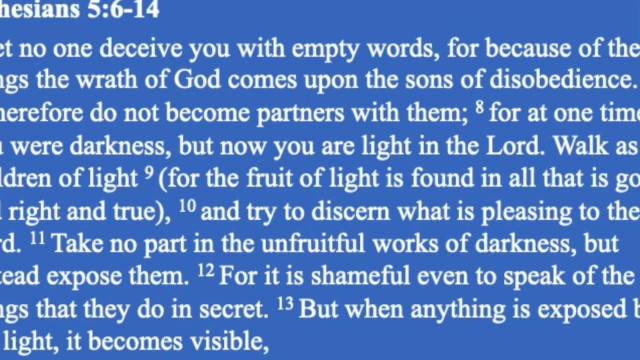 hesians 5:6-14
et no one deceive you with empty words, for because of the
ngs the wrath of God comes upon the sons of disobedience.
herefore do not become partners with them; 8 for at one time
u were darkness, but now you are light in the Lord. Walk as
ldren of light 9 (for the fruit of light is found in all that is go
d right and true), 10 and try to discern what is pleasing to the
rd. 11 Take no part in the unfruitful works of darkness, but
tead expose them. 12 For it is shameful even to speak of the
ngs that they do in secret. 13 But when anything is exposed b
light, it becomes visible,